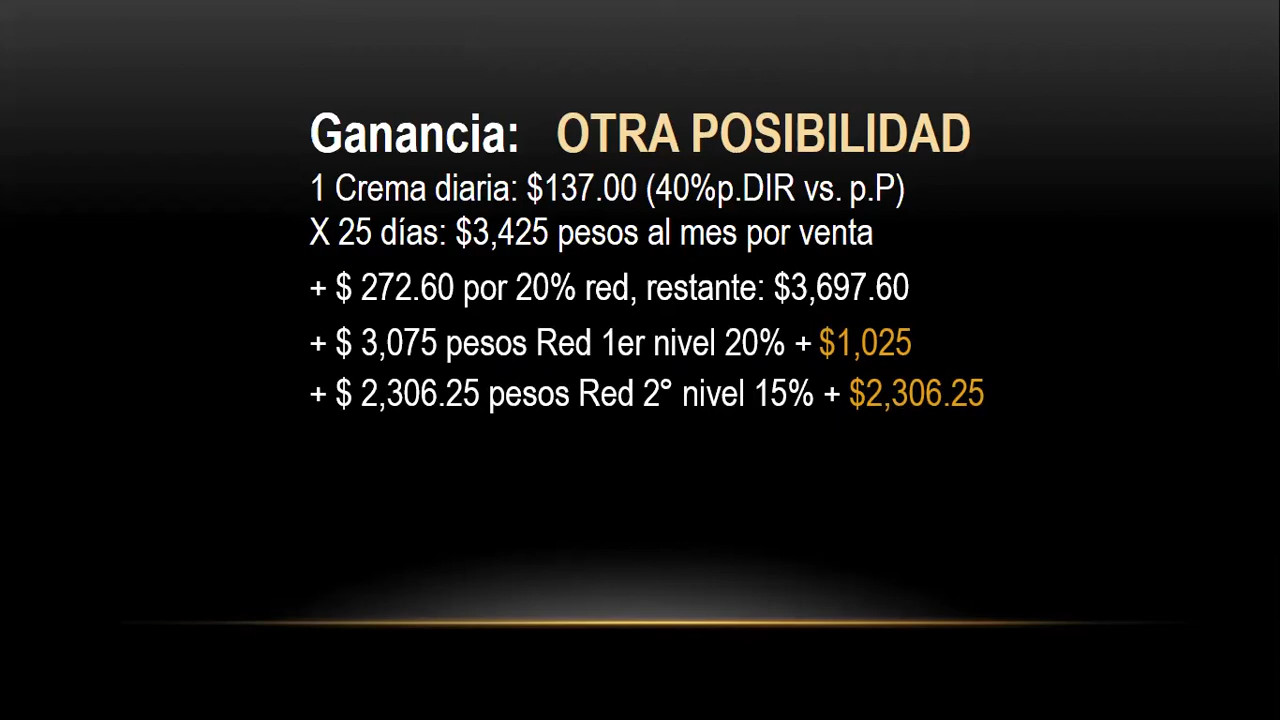 Ganancia: OTRA POSIBILIDAD
1 Crema diaria: $137.00 (40%p.DIR vs. p.P)
X 25 días: $3,425 pesos al mes por venta
+ $ 272.60 por 20% red, restante: $3,697.60
+ $ 3,075 pesos Red 1er nivel 20% + $1,025
+ $ 2,306.25 pesos Red 2° nivel 15% + $2,306.25